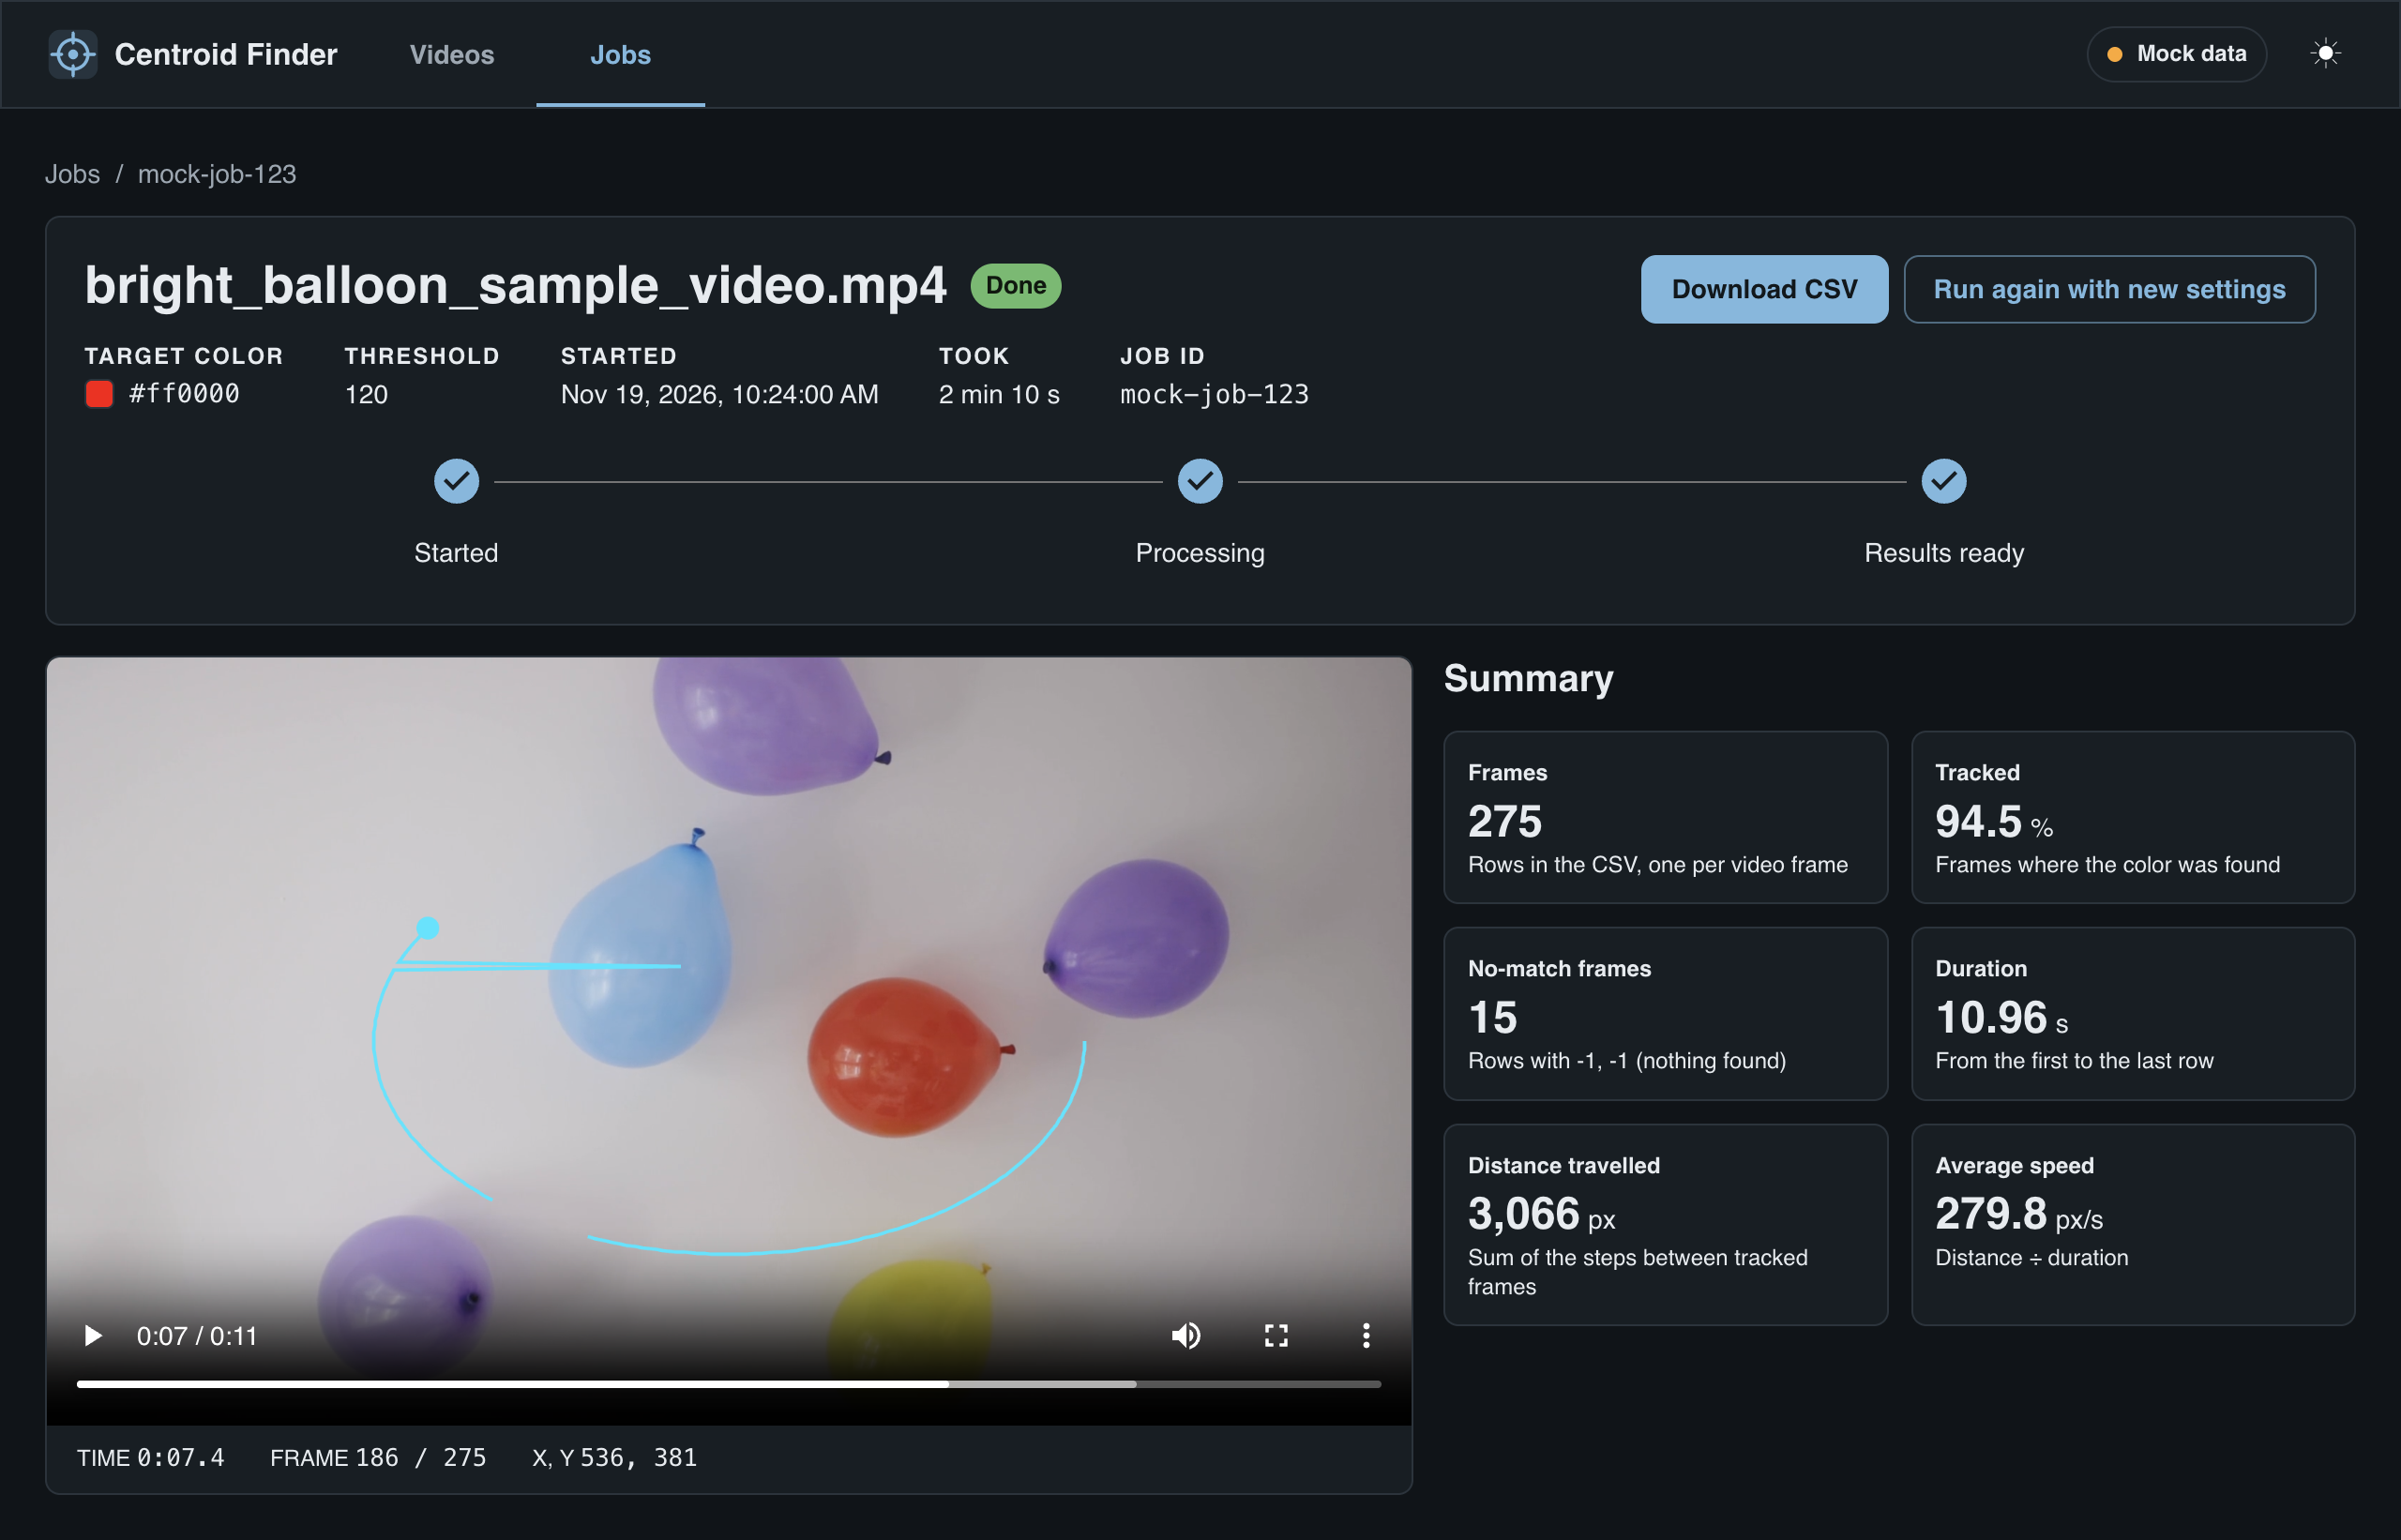 Centroid Finder
Videos
Jobs
Mock data
Jobs / mock-job-123
bright_balloon_sample_video.mp4
Done
Download CSV
Run again with new settings
TARGET COLOR
#ff0000
THRESHOLD
120
STARTED
Nov 19, 2026, 10:24:00 AM
TOOK
2 min 10 s
JOB ID
mock-job-123
Started
Processing
Results ready
Summary
Frames
275
Rows in the CSV, one per video frame
Tracked
94.5 %
Frames where the color was found
No-match frames
15
Rows with -1, -1 (nothing found)
Duration
10.96 s
From the first to the last row
Distance travelled
3,066 px
Sum of the steps between tracked
frames
Average speed
279.8 px/s
Distance ÷ duration
0:07 / 0:11
TIME 0:07.4 FRAME 186 / 275 X, Y 536, 381